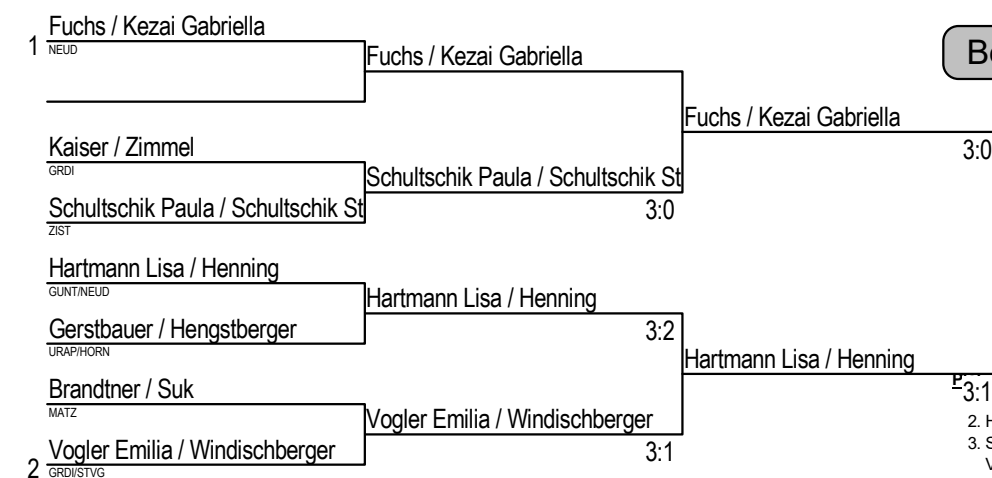 Fuchs / Kezai Gabriella
1 NEUD
Fuchs / Kezai Gabriella
Fuchs / Kezai Gabriella
3:0
Kaiser / Zimmel
GRDI
Schultschik Paula / Schultschik St
3:0
Schultschik Paula / Schultschik St
ZIST
Hartmann Lisa / Henning
GUNT/NEUD
Hartmann Lisa / Henning
3:2
Gerstbauer / Hengstberger
URAP/HORN
Hartmann Lisa / Henning
3:1
Brandtner / Suk
MATZ
Vogler Emilia / Windischberger
3:1
Vogler Emilia / Windischberger
2 GRDI/STVG
2. H
3. S
V